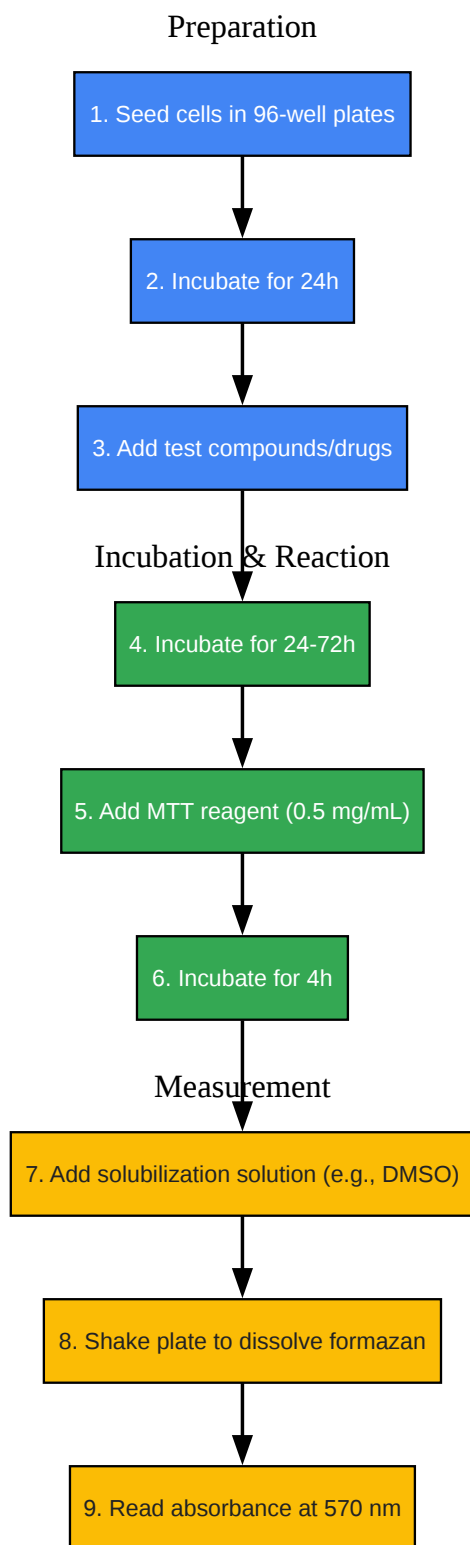 Preparation
1. Seed cells in 96-well plates
2. Incubate for 24h
3. Add test compounds/drugs
Incubation & Reaction
4. Incubate for 24-72h
5. Add MTT reagent (0.5 mg/mL)
6. Incubate for 4h
Measurement
7. Add solubilization solution (e.g., DMSO)
8. Shake plate to dissolve formazan
9. Read absorbance at 570 nm